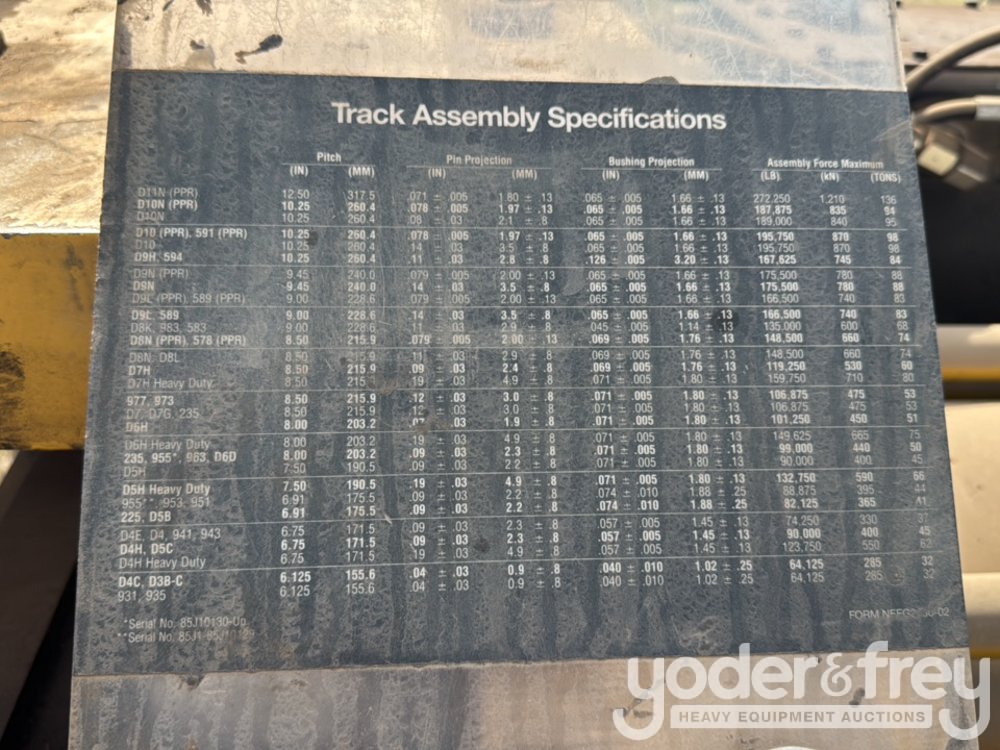 Track Assembly Specifications
Pitch Pin Projection Bushing Projection Assembly Force Maximum
(IN) (MM) (IN) (MM) (IN) (MM) (LB) (kN) (TONS)
D11N (PPR) 12.50 317.5 .071 ± .005 1.80 ± .13 .065 ± .005 1.66 ± .13 272,250 1,210 136
D10N (PPR) 10.25 260.4 .078 ± .005 1.97 ± .13 .065 ± .005 1.66 ± .13 187,875 835 94
D10N 10.25 260.4 .08 ± .03 2.1 ± .8 .065 ± .005 1.66 ± .13 189,000 840 95
D10 (PPR), 591 (PPR) 10.25 260.4 .078 ± .005 1.97 ± .13 .065 ± .005 1.66 ± .13 195,750 870 98
D10 10.25 260.4 .14 ± .03 3.5 ± .8 .065 ± .005 1.66 ± .13 195,750 870 98
D9H, 594 10.25 260.4 .11 ± .03 2.8 ± .8 .126 ± .005 3.20 ± .13 167,625 745 84
D9N (PPR) 9.45 240.0 .079 ± .005 2.00 ± .13 .065 ± .005 1.66 ± .13 175,500 780 88
D9N 9.45 240.0 .14 ± .03 3.5 ± .8 .065 ± .005 1.66 ± .13 175,500 780 88
D9L (PPR), 589 (PPR) 9.00 228.6 .079 ± .005 2.00 ± .13 .065 ± .005 1.66 ± .13 166,500 740 83
D9L, 589 9.00 228.6 .14 ± .03 3.5 ± .8 .065 ± .005 1.66 ± .13 166,500 740 83
D8K, 983, 583 9.00 228.6 .11 ± .03 2.9 ± .8 .045 ± .005 1.14 ± .13 135,000 600 68
D8N (PPR), 578 (PPR) 8.50 215.9 .079 ± .005 2.00 ± .13 .069 ± .005 1.76 ± .13 148,500 660 74
D8N, D8L 8.50 215.9 .11 ± .03 2.9 ± .8 .069 ± .005 1.76 ± .13 148,500 660 74
D7H 8.50 215.9 .09 ± .03 2.4 ± .8 .069 ± .005 1.76 ± .13 119,250 530 60
D7H Heavy Duty 8.50 215 .19 ± .03 4.9 ± .8 .071 ± .005 1.80 ± .13 159,750 710 80
977, 973 8.50 215.9 .12 ± .03 3.0 ± .8 .071 ± .005 1.80 ± .13 106,875 475 53
D7, D7G, 235 8.50 215.9 .12 ± .03 3.0 ± .8 .071 ± .005 1.80 ± .13 106,875 475 53
D6H 8.00 203.2 ± .03 1.9 ± .8 .071 ± .005 1.80 ± .13 101,250 450 51
D6H Heavy Duty 8.00 203.2 .19 ± .03 4.9 ± .8 .071 ± .005 1.80 ± .13 149,625 665 75
235, 955*, 963, D6D 8.00 203.2 .09 ± .03 2.3 ± .8 .071 ± .005 1.80 ± .13 99,000 440 50
D5H 7.50 190.5 .09 ± .03 2.2 ± .8 .071 ± .005 1.80 ± .13 90,000 400 45
D5H Heavy Duty 7.50 190.5 .19 ± .03 4.9 ± .8 .071 ± .005 1.80 ± .13 132,750 590 66
955**, 953, 951 6.91 175.5 .09 ± .03 2.2 ± .8 .074 ± .010 1.88 ± .25 88,875 395 44
225, D5B 6.91 175.5 .09 ± .03 2.2 ± .8 .074 ± .010 1.88 ± .25 82,125 365 41
D4E, D4, 941, 943 6.75 171.5 .09 ± .03 2.3 ± .8 .057 ± .005 1.45 ± .13 74,250 330
D4H, D5C 6.75 171.5 .09 ± .03 2.3 ± .8 .057 ± .005 1.45 ± .13 90,000 400 45
D4H Heavy Duty 6.75 171.5 .19 ± .03 4.9 ± .8 .057 ± .005 1.45 ± .13 123,750 550
D4C, D3B-C 6.125 155.6 .04 ± .03 0.9 ± .8 .040 ± .010 1.02 ± .25 64,125 285 32
931, 935 6.125 155.6 .04 ± .03 0.9 ± .8 .040 ± .010 1.02 ± .25 64,125 285 32
*Serial No. 85J10130-Up
**Serial No. 85J1-85J10129
FORM
yoder&frey
HEAVY EQUIPMENT AUCTIONS